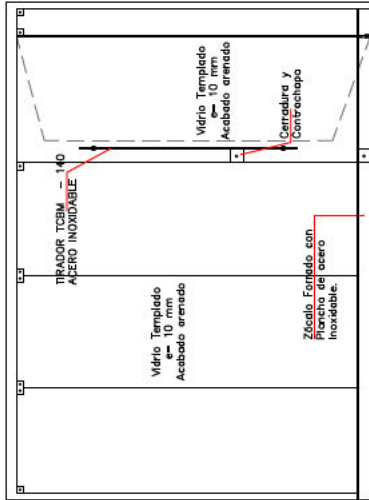 Vidrio Templado
e= 10 mm
Acabado arenado
Cerradura y
Contrachapa
TIRADOR TCBM – 140
ACERO INOXIDABLE
Vidrio Templado
e= 10 mm
Acabado arenado
Zócalo Forrado con
Plancha de acero
Inoxidable.